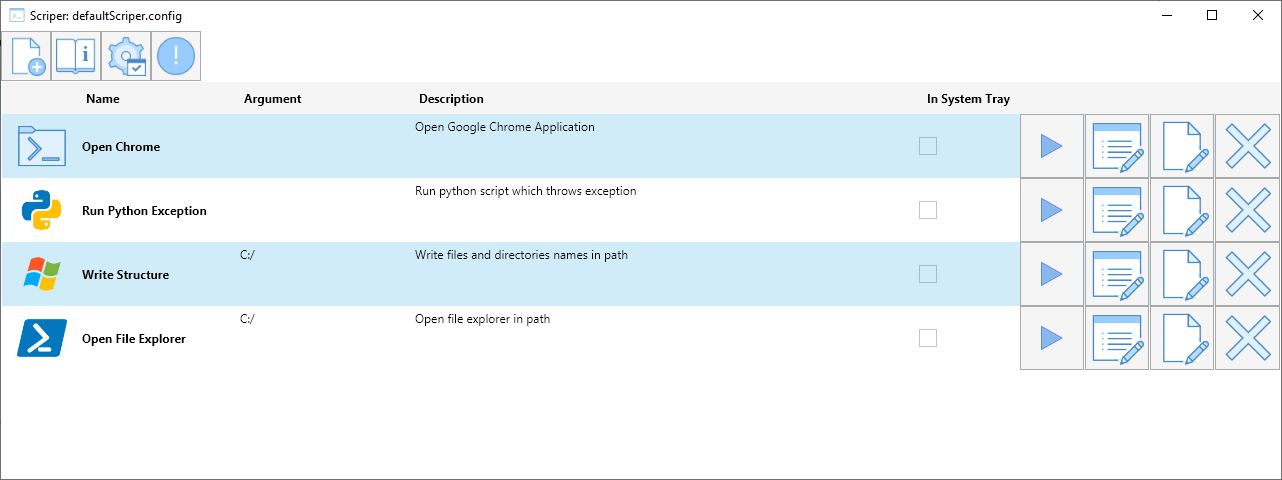 Scriper: defaultScriper.config
Name Argument Description In System Tray
Open Chrome Open Google Chrome Application
Run Python Exception Run python script which throws exception
Write Structure C:/ Write files and directories names in path
Open File Explorer C:/ Open file explorer in path